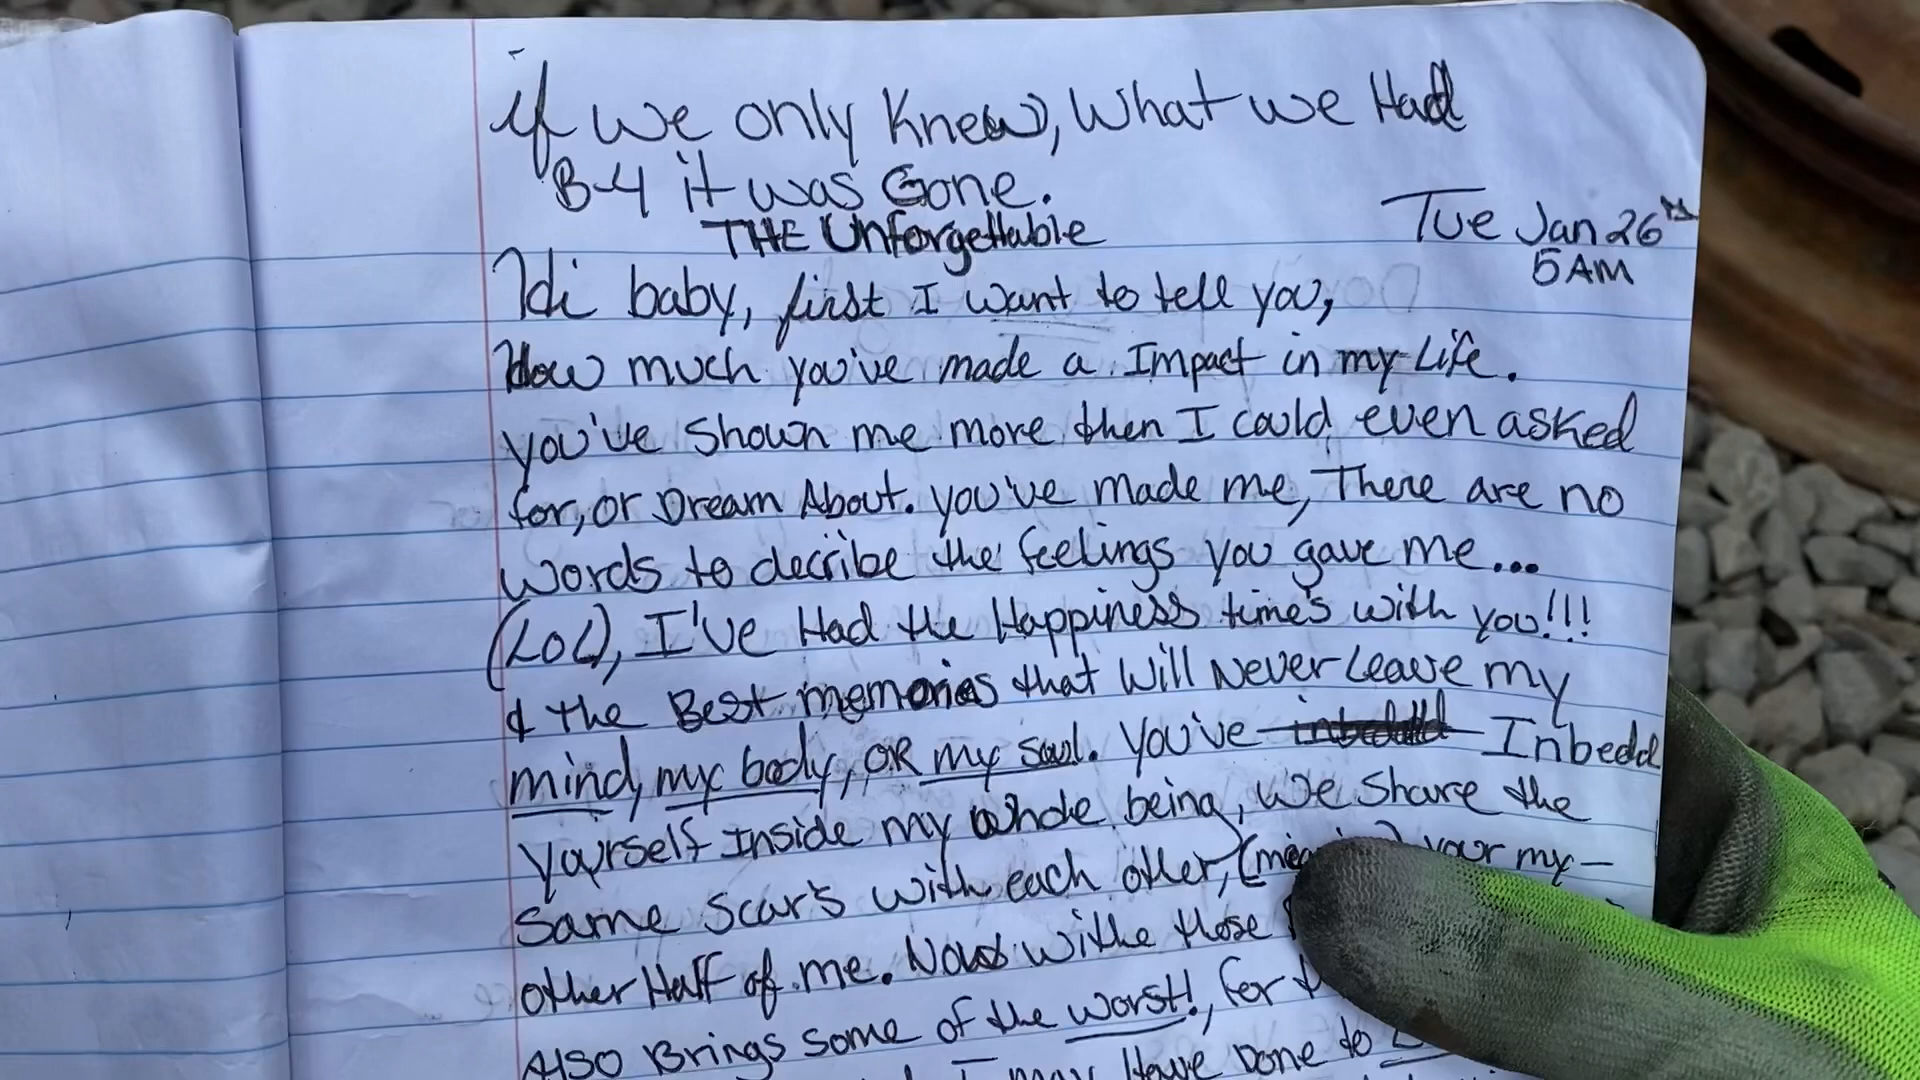 if we only Knew, What we Had
B-4 it was Gone.
THE Unforgettable
Tue Jan 26th
5AM
Hi baby, first I want to tell you,
How much you've made a Impact in my Life.
you've shown me more then I could even asked
for, or Dream About. you've made me, There are no
words to decribe the feelings you gave me...
(LOL), I've Had the Happiness time's with you!!!
& the Best memories that Will Never Leave my
mind, my body, OR my soul. You've Inbedd
yourself Inside my whole being, We share the
same scar's with each other, your my-
other Half of me. Now withe those
Also Brings some of the worst!, for
I may Have Done to